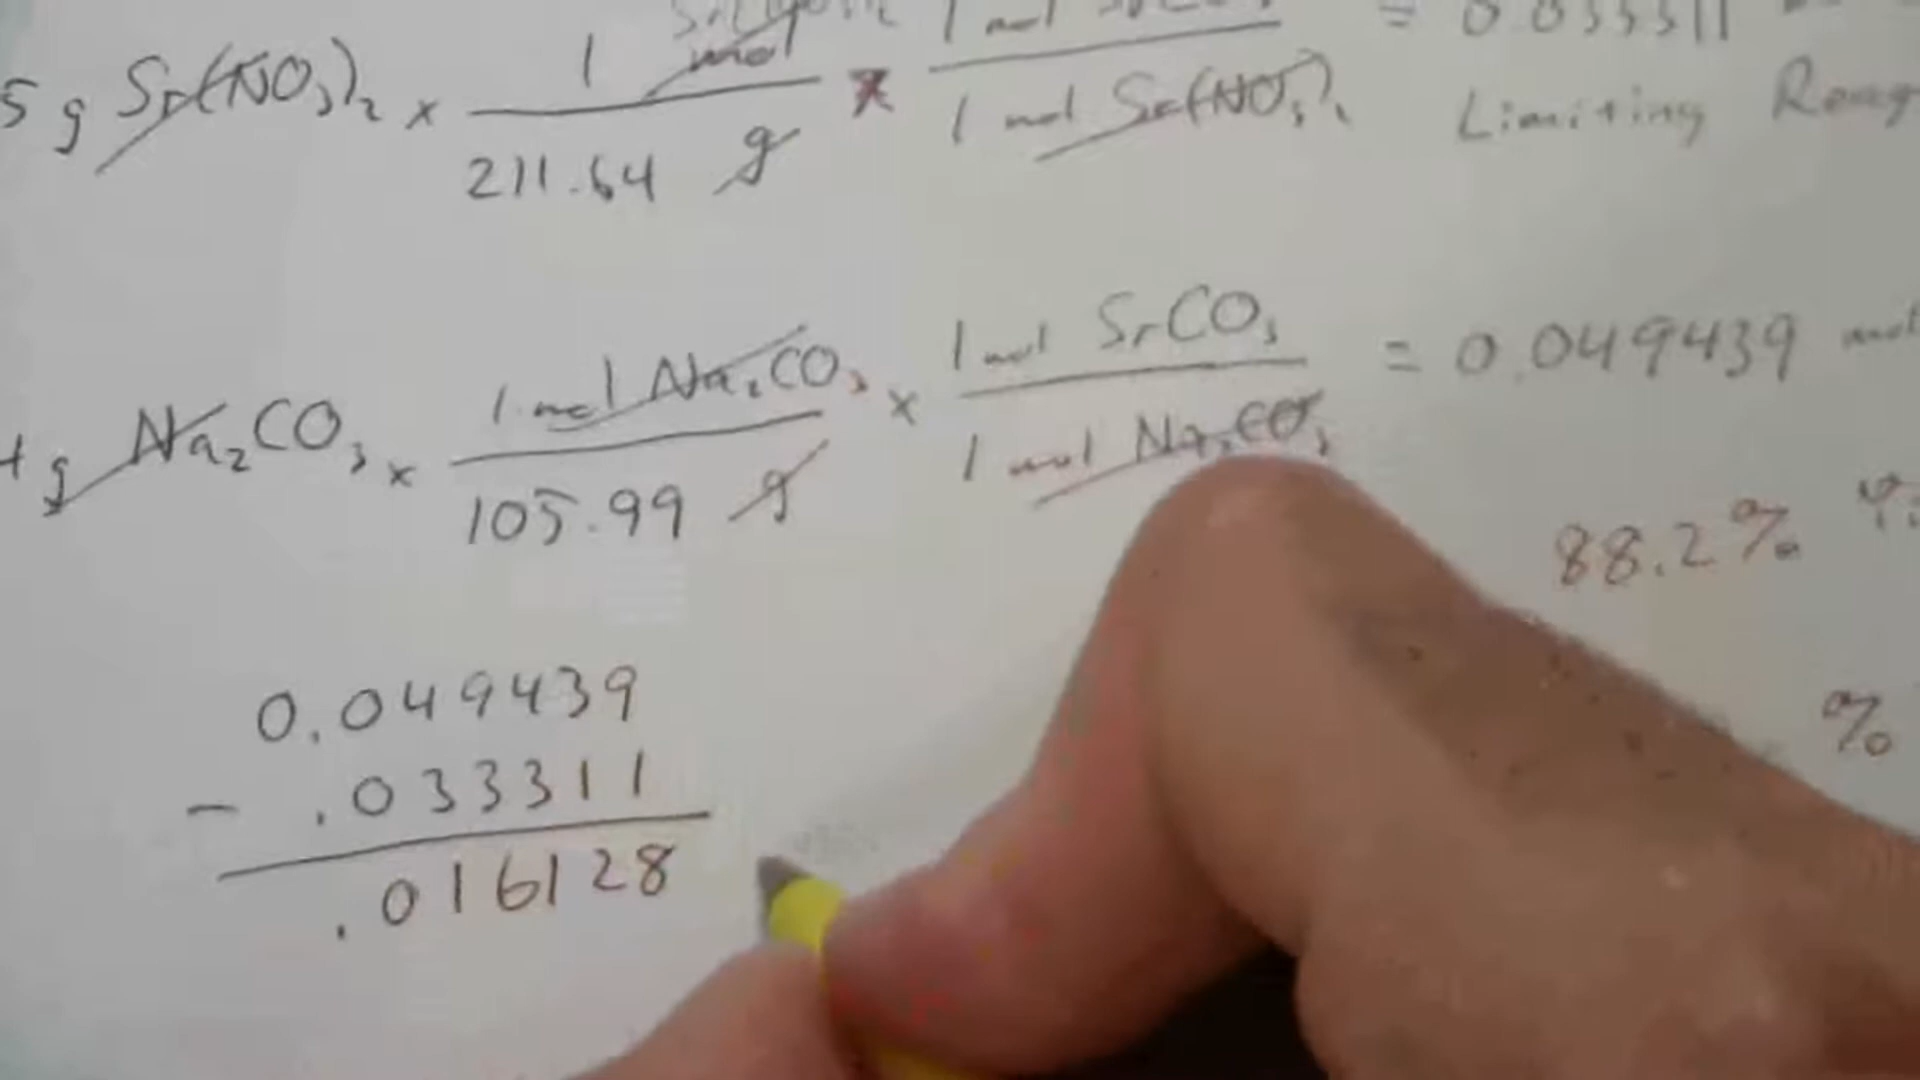 5 g Sr(NO3)2 × 1 mol / 211.64 g × 1 mol / 1 mol Sr(NO3)2 = 0.033311
Limiting
g Na2CO3 × 1 mol Na2CO3 / 105.99 g × 1 mol SrCO3 / 1 mol Na2CO3 = 0.049439 mol
88.2%
%
0.049439
- .033311
.016128